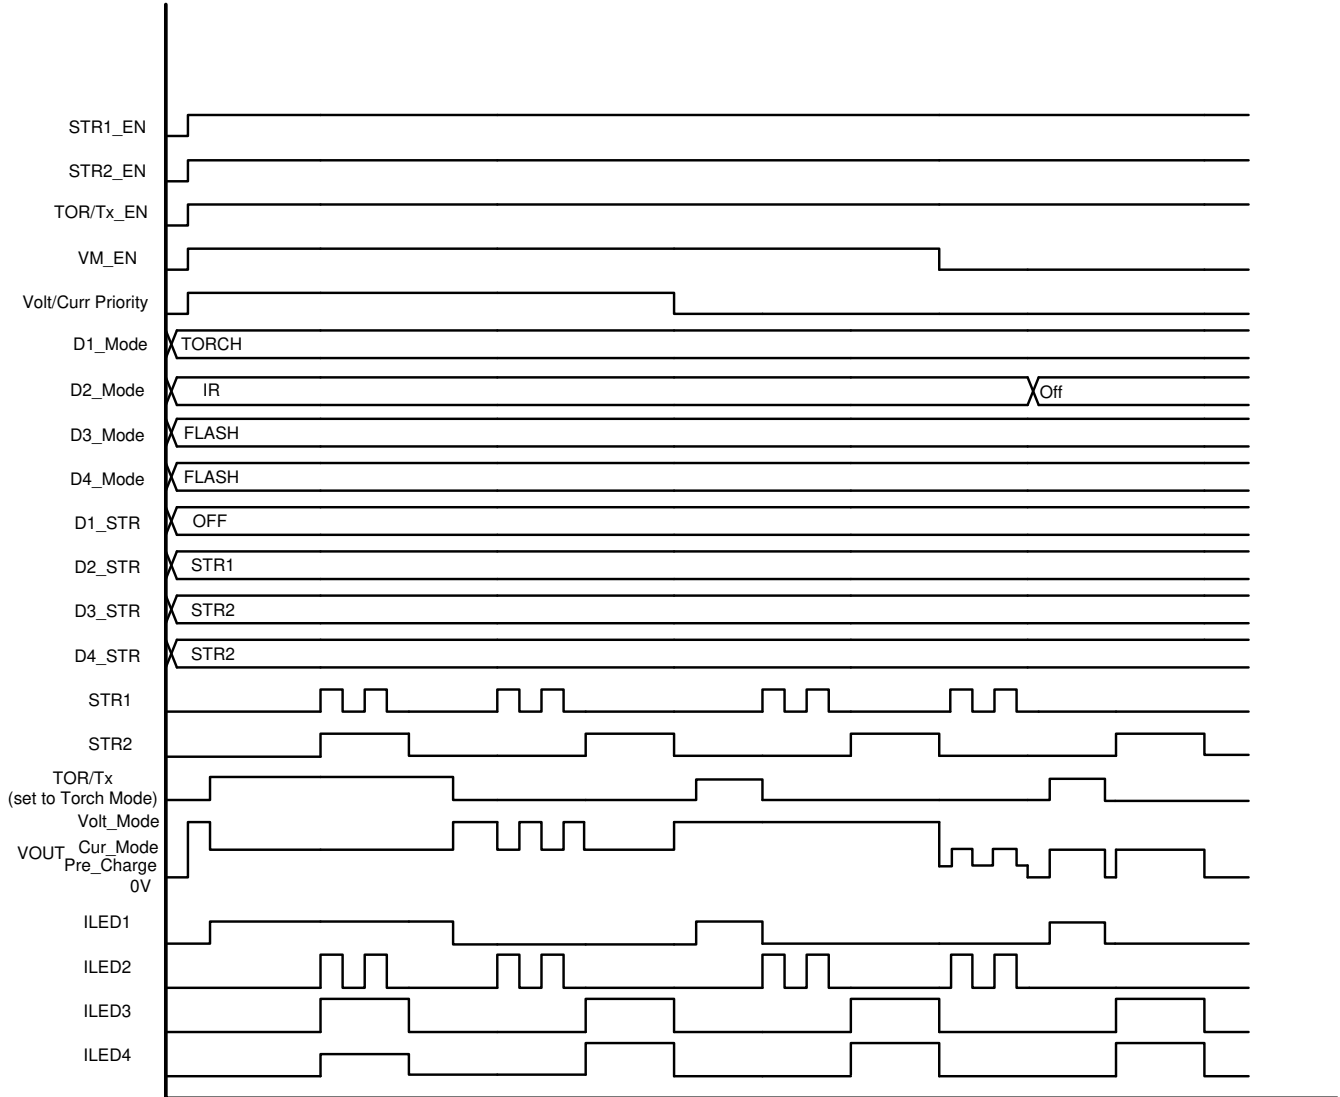 STR1_EN
STR2_EN
TOR/Tx_EN
VM_EN
Volt/Curr Priority
D1_Mode TORCH
D2_Mode IR Off
D3_Mode FLASH
D4_Mode FLASH
D1_STR OFF
D2_STR STR1
D3_STR STR2
D4_STR STR2
STR1
STR2
TOR/Tx
(set to Torch Mode)
Volt_Mode
VOUT Cur_Mode
Pre_Charge
0V
ILED1
ILED2
ILED3
ILED4